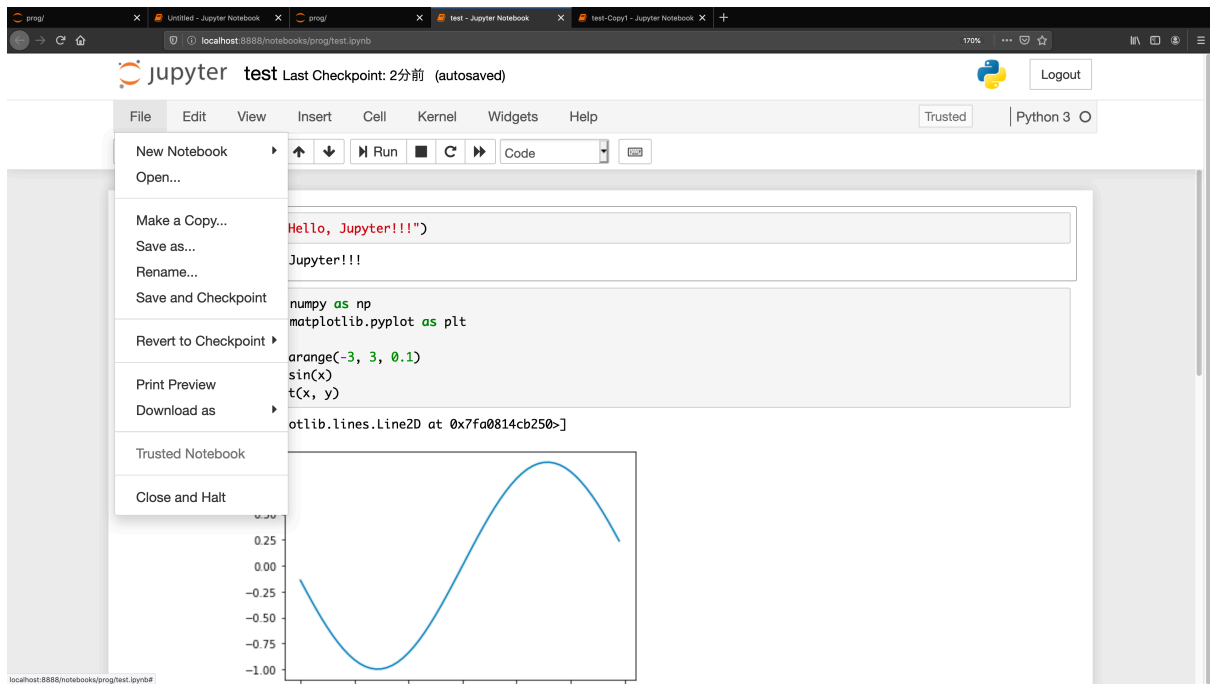 prog/
Untitled - Jupyter Notebook
prog/
test - Jupyter Notebook
test-Copy1 - Jupyter Notebook
localhost:8888/notebooks/prog/test.ipynb
170%
jupyter test Last Checkpoint: 2分前 (autosaved)
Logout
File Edit View Insert Cell Kernel Widgets Help
Trusted
Python 3
Run
Code
New Notebook
Open...
Make a Copy...
Save as...
Rename...
Save and Checkpoint
Revert to Checkpoint
Print Preview
Download as
Trusted Notebook
Close and Halt
Hello, Jupyter!!!")
Jupyter!!!
numpy as np
matplotlib.pyplot as plt
arange(-3, 3, 0.1)
sin(x)
t(x, y)
otlib.lines.Line2D at 0x7fa0814cb250>]
0.50
0.25
0.00
−0.25
−0.50
−0.75
−1.00
localhost:8888/notebooks/prog/test.ipynb#